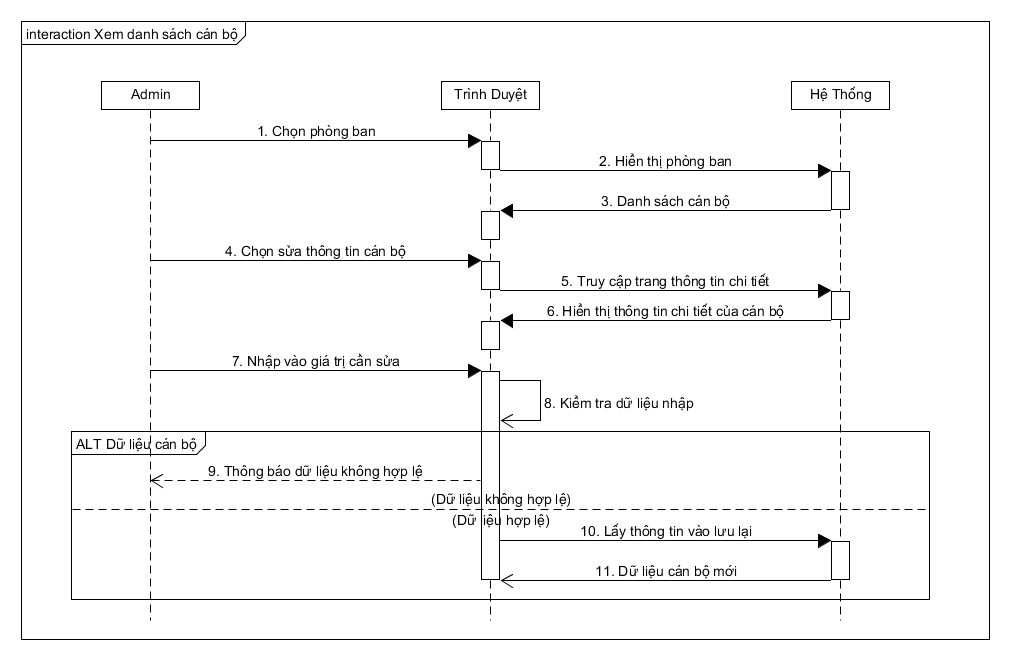 interaction Xem danh sách cán bộ
Admin
Trình Duyệt
Hệ Thống
1. Chọn phòng ban
2. Hiển thị phòng ban
3. Danh sách cán bộ
4. Chọn sửa thông tin cán bộ
5. Truy cập trang thông tin chi tiết
6. Hiển thị thông tin chi tiết của cán bộ
7. Nhập vào giá trị cần sửa
8. Kiểm tra dữ liệu nhập
ALT Dữ liệu cán bộ
9. Thông báo dữ liệu không hợp lê
(Dữ liệu không hợp lệ)
(Dữ liệu hợp lệ)
10. Lấy thông tin vào lưu lại
11. Dữ liệu cán bộ mới